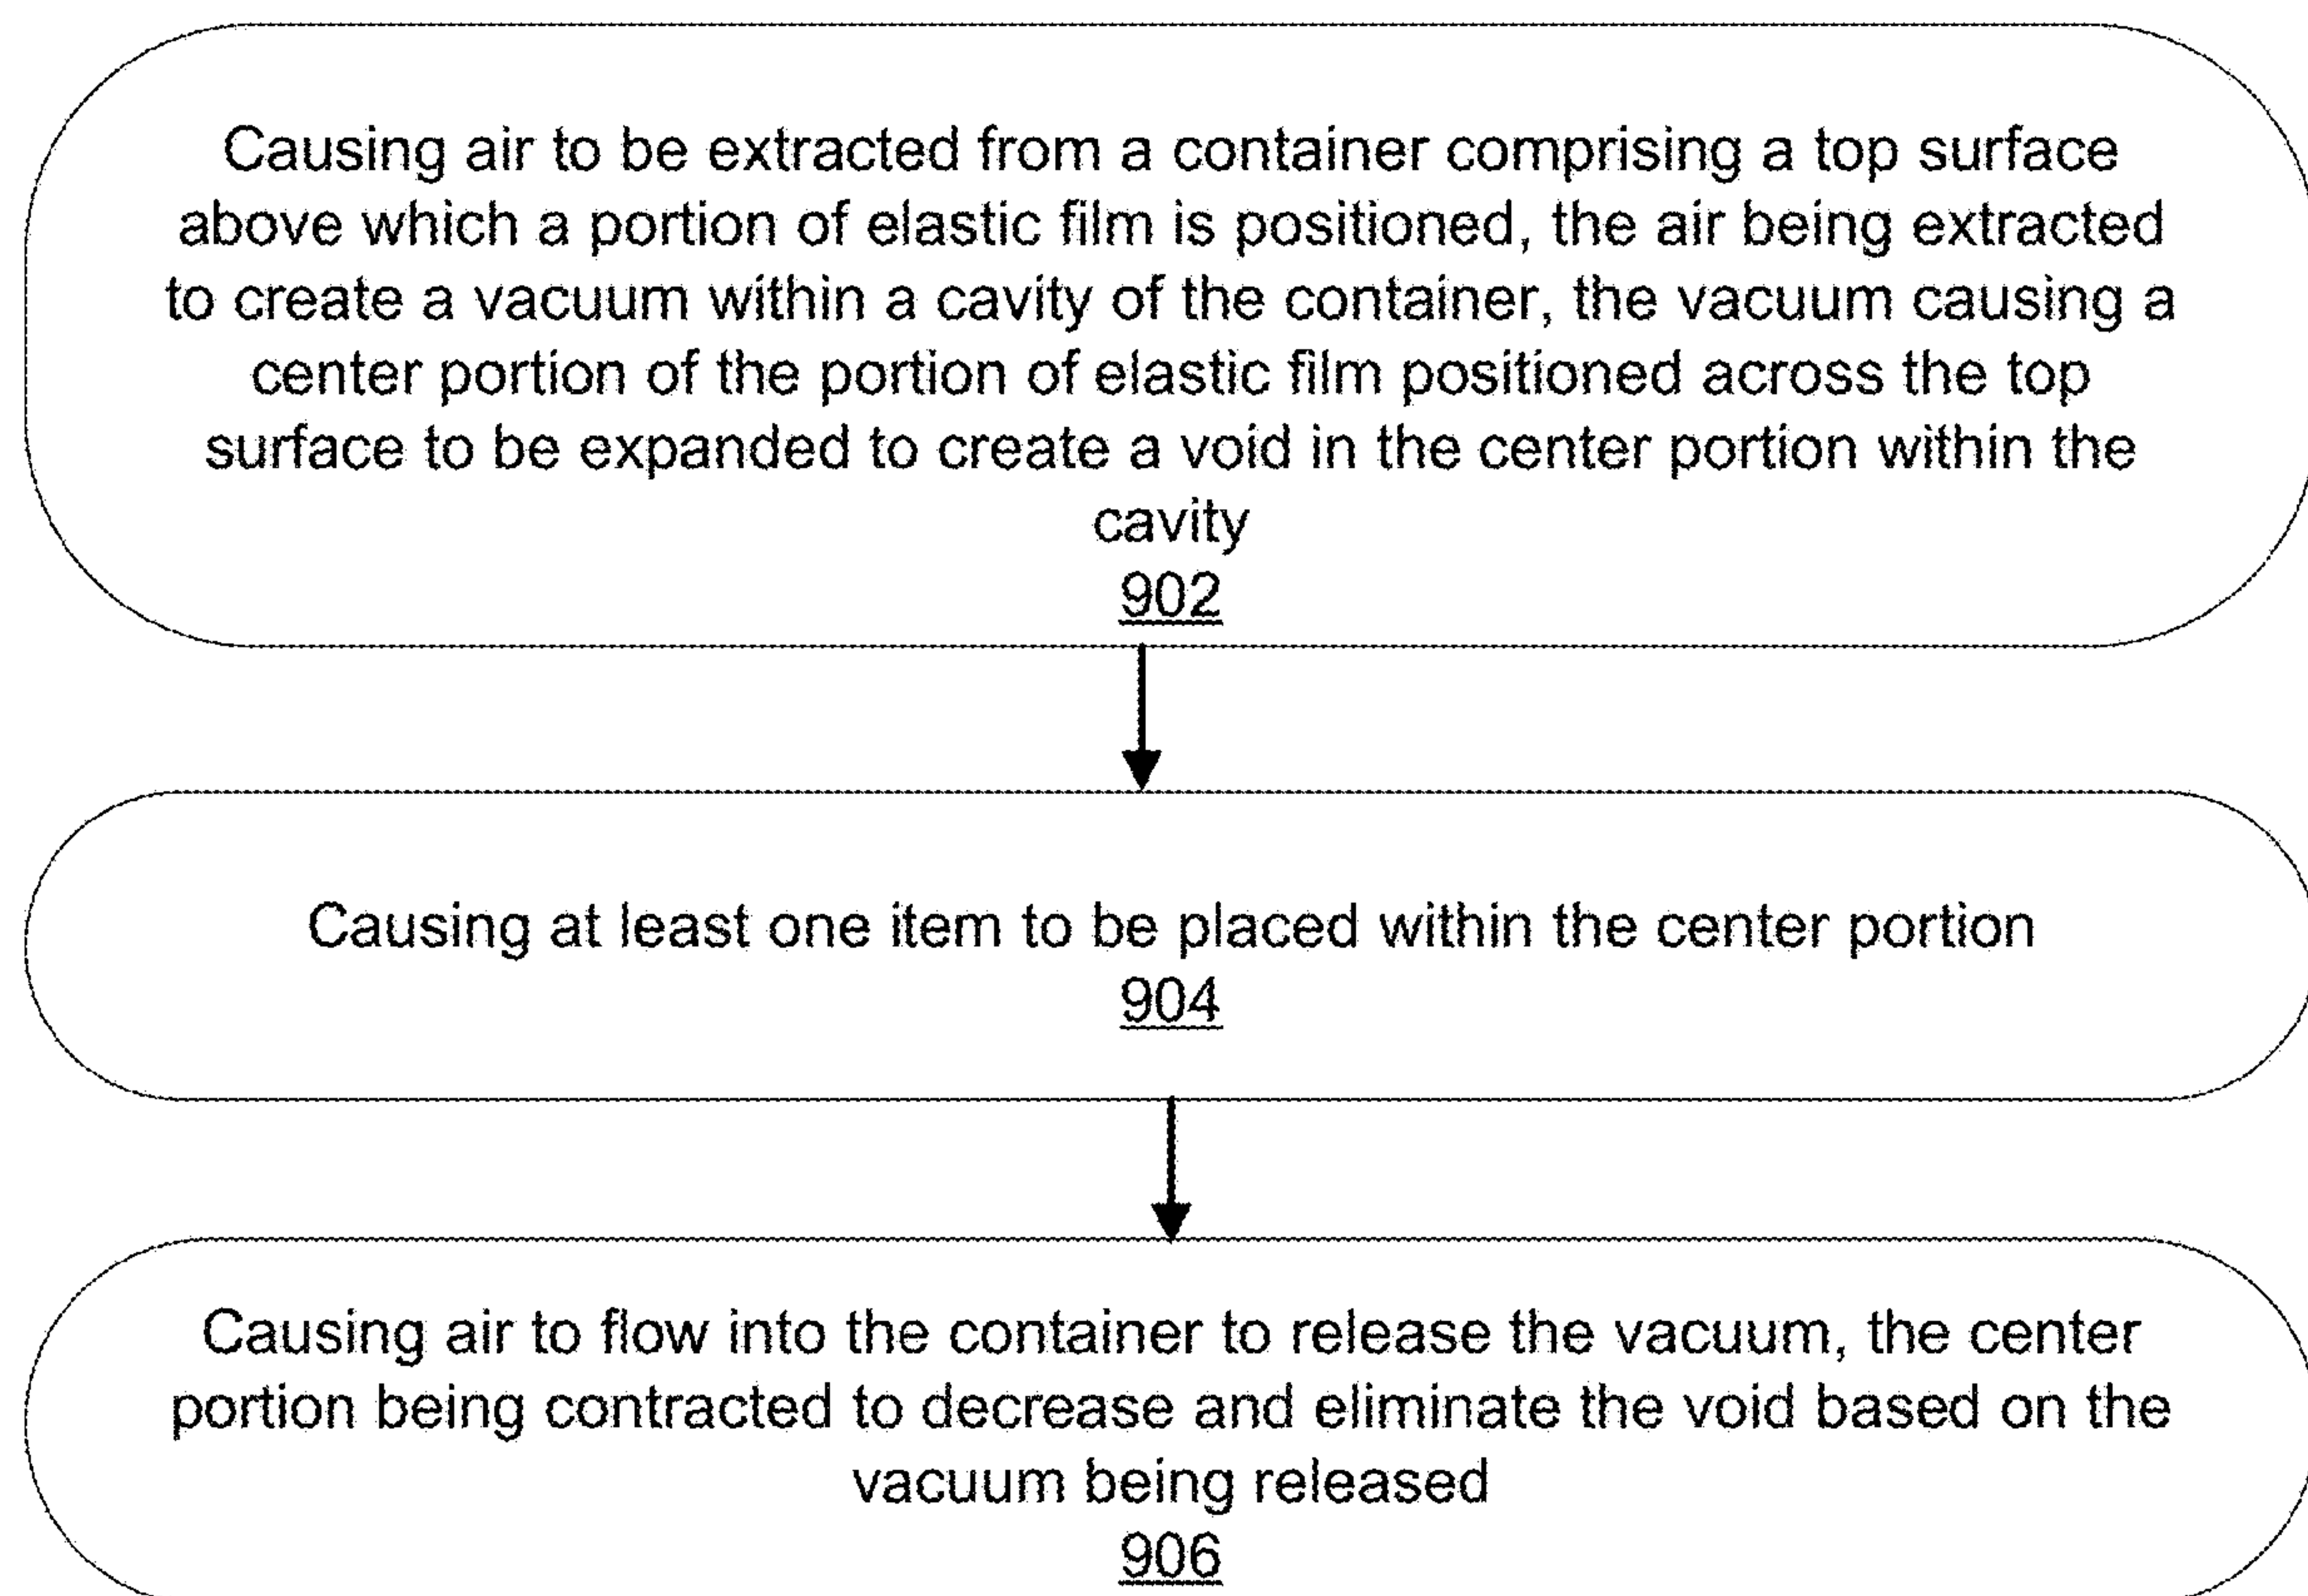 Causing air to be extracted from a container comprising a top surface
above which a portion of elastic film is positioned, the air being extracted
to create a vacuum within a cavity of the container, the vacuum causing a
center portion of the portion of elastic film positioned across the top
surface to be expanded to create a void in the center portion within the
cavity
902
Causing at least one item to be placed within the center portion
904
Causing air to flow into the container to release the vacuum, the center
portion being contracted to decrease and eliminate the void based on the
vacuum being released
906